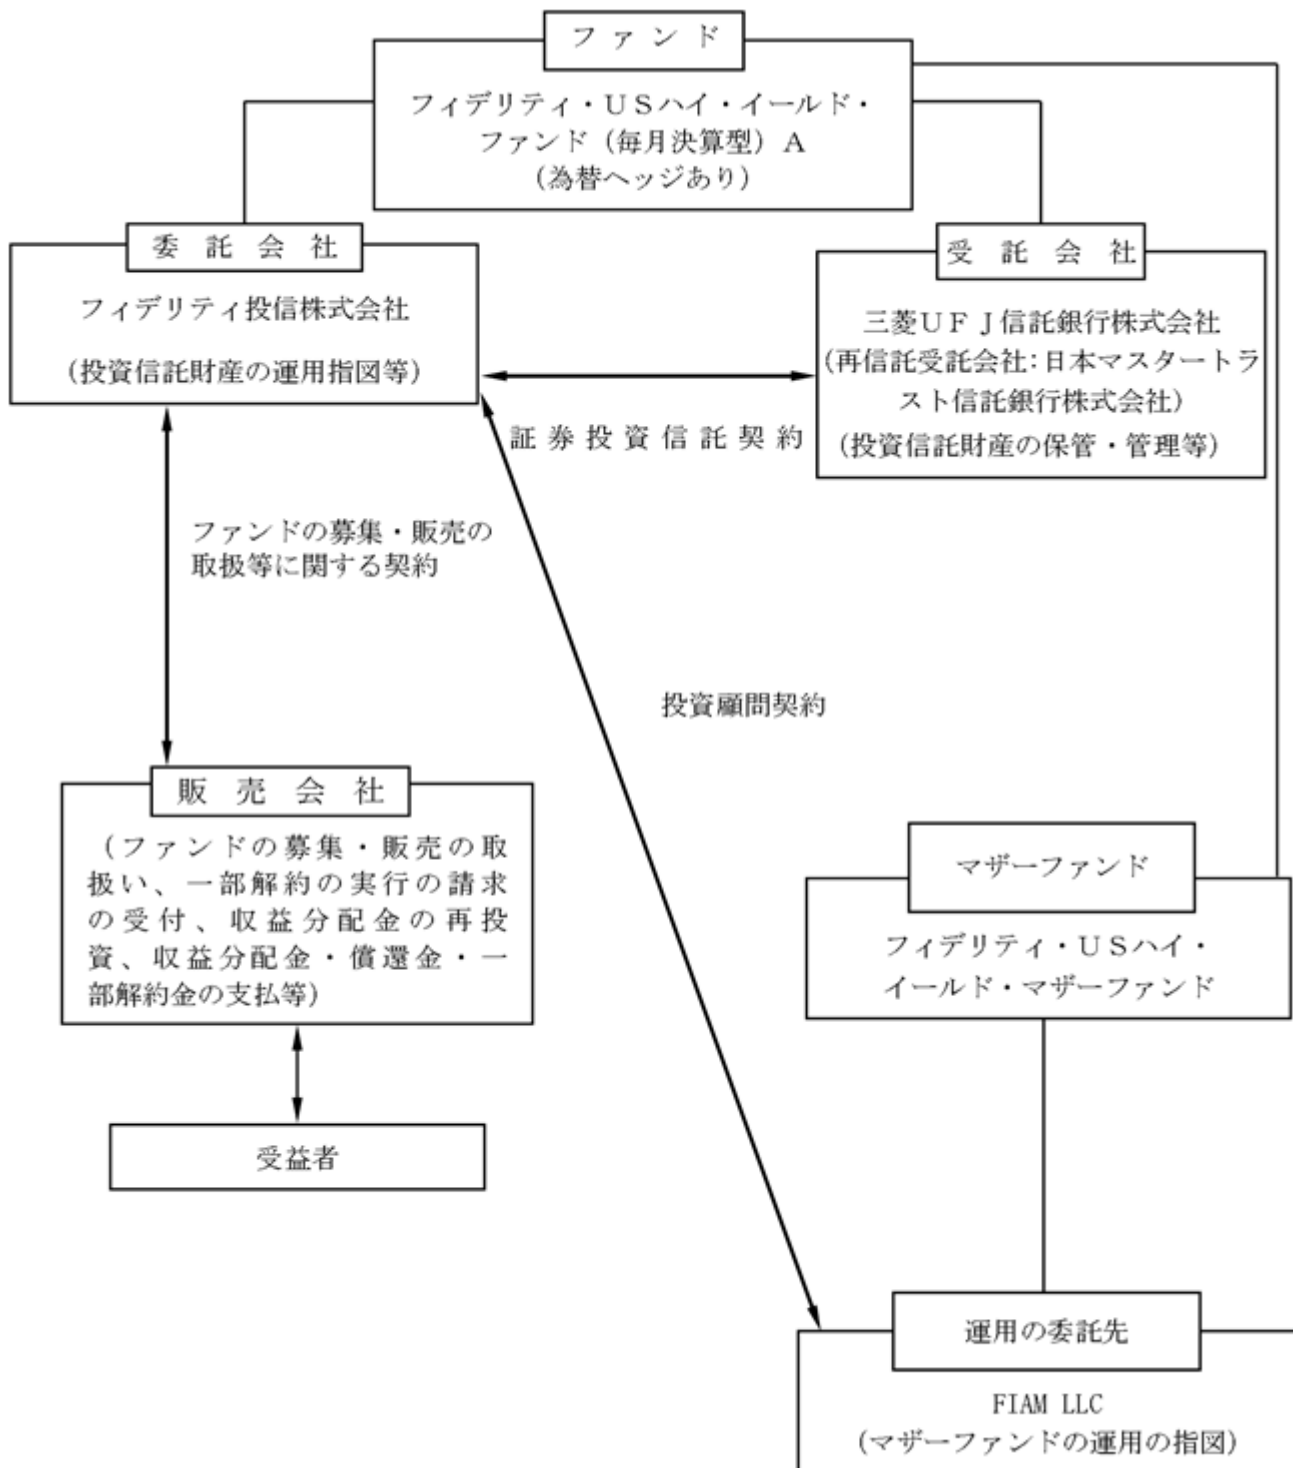 ファンド
フィデリティ・ＵＳハイ・イールド・
ファンド（毎月決算型）Ａ
（為替ヘッジあり）
委託会社
フィデリティ投信株式会社
（投資信託財産の運用指図等）
受託会社
三菱ＵＦＪ信託銀行株式会社
（再信託受託会社：日本マスタートラ
スト信託銀行株式会社）
（投資信託財産の保管・管理等）
証券投資信託契約
ファンドの募集・販売の
取扱等に関する契約
投資顧問契約
販売会社
（ファンドの募集・販売の取
扱い、一部解約の実行の請求
の受付、収益分配金の再投
資、収益分配金・償還金・一
部解約金の支払等）
受益者
マザーファンド
フィデリティ・ＵＳハイ・
イールド・マザーファンド
運用の委託先
FIAM LLC
（マザーファンドの運用の指図）